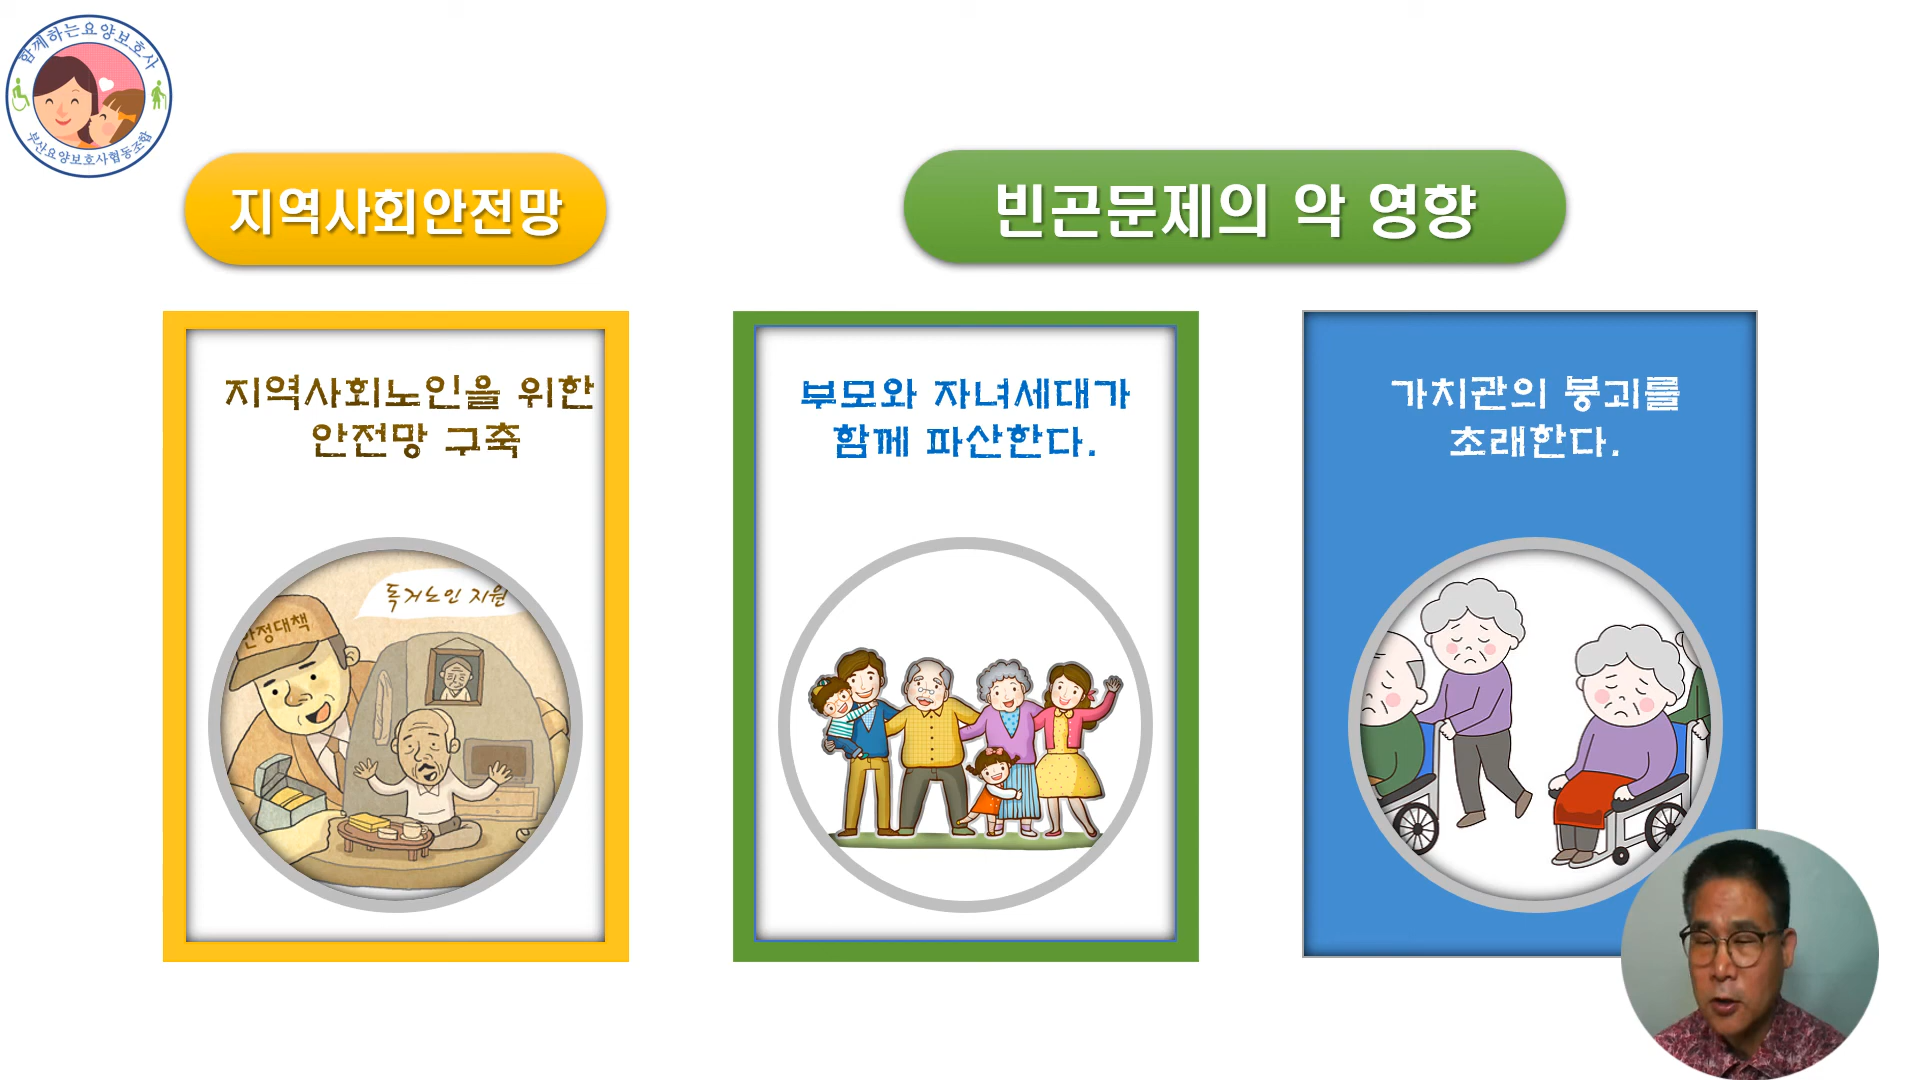 함께하는요양보호사
부산요양보호사협동조합
지역사회안전망
빈곤문제의 악 영향
지역사회노인을 위한
안전망 구축
독거노인 지원
안정대책
부모와 자녀세대가
함께 파산한다.
가치관의 붕괴를
초래한다.